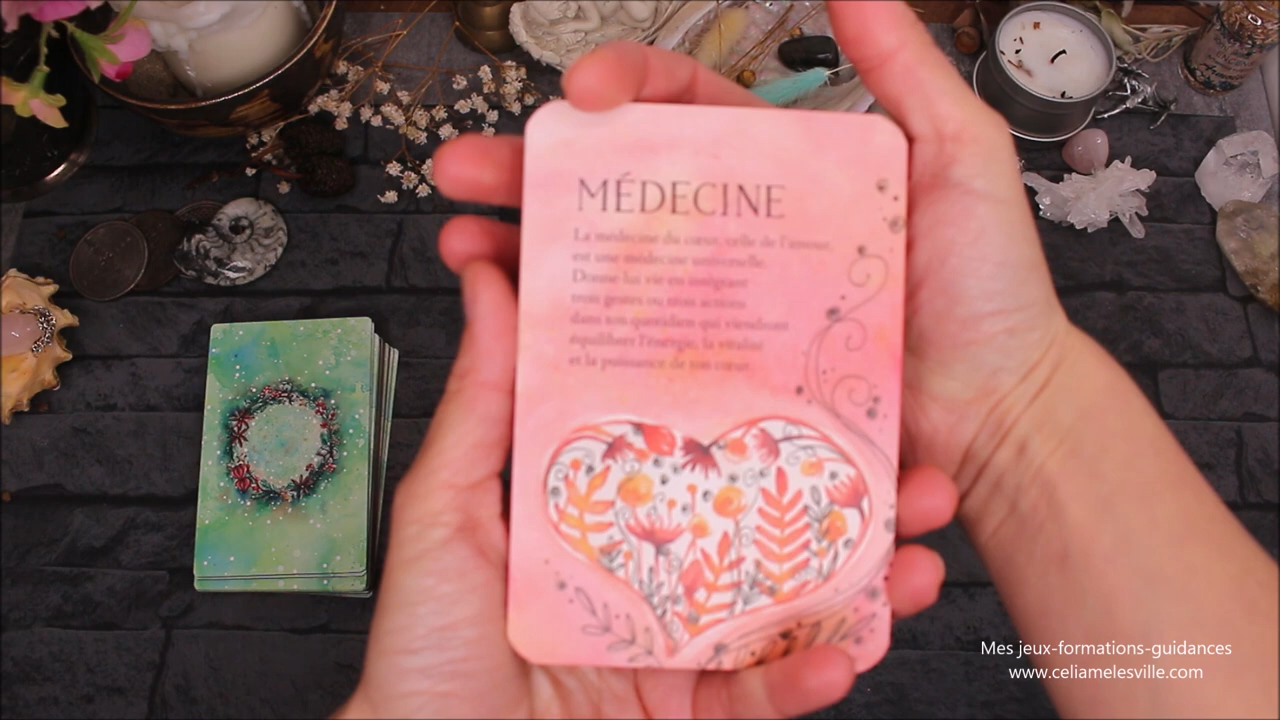 MÉDECINE
La médecine du cœur, celle de l'amour,
est une médecine universelle.
Donne-lui vie en intégrant
trois gestes ou trois actions
dans ton quotidien qui viendront
équilibrer l'énergie, la vitalité
et la puissance de ton cœur.
Mes jeux-formations-guidances
www.celiamelesville.com